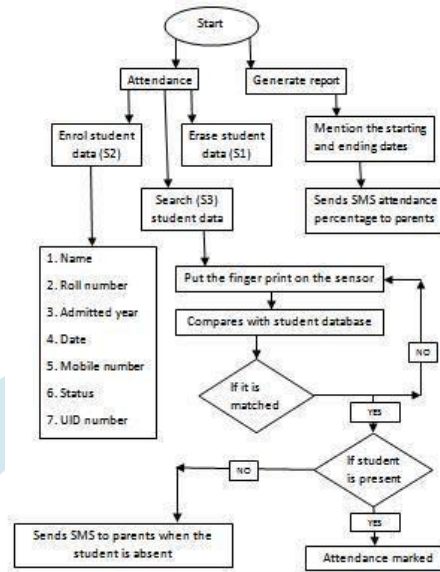 Start
Attendance
Generate report
Enrol student
data (S2)
Erase student
data (S1)
Mention the starting
and ending dates
Search (S3)
student data
Sends SMS attendance
percentage to parents
1. Name
2. Roll number
3. Admitted year
4. Date
5. Mobile number
6. Status
7. UID number
Put the finger print on the sensor
Compares with student database
NO
If it is
matched
YES
If student
is present
NO
YES
Sends SMS to parents when the
student is absent
Attendance marked